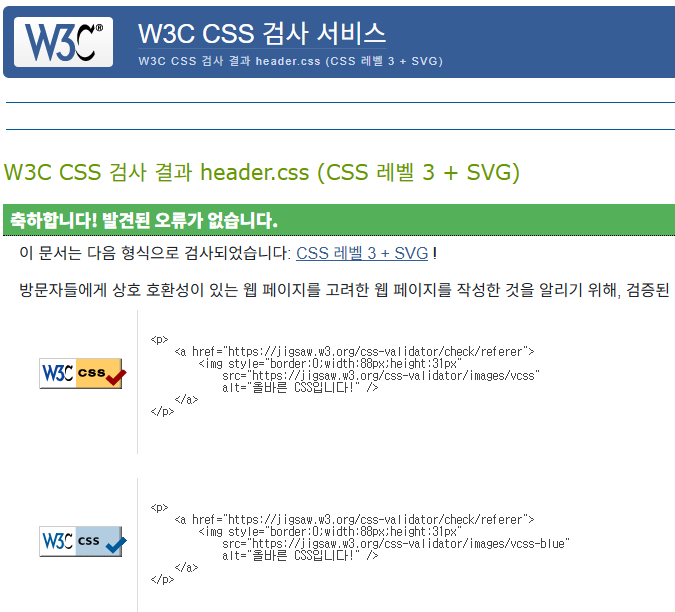 W3C®
W3C CSS 검사 서비스
W3C CSS 검사 결과 header.css (CSS 레벨 3 + SVG)
W3C CSS 검사 결과 header.css (CSS 레벨 3 + SVG)
축하합니다! 발견된 오류가 없습니다.
이 문서는 다음 형식으로 검사되었습니다: CSS 레벨 3 + SVG !
방문자들에게 상호 호환성이 있는 웹 페이지를 고려한 웹 페이지를 작성한 것을 알리기 위해, 검증된
W3C css
<p>
<a href="https://jigsaw.w3.org/css-validator/check/referer">
<img style="border:0;width:88px;height:31px"
src="https://jigsaw.w3.org/css-validator/images/vcss"
alt="올바른 CSS입니다!" />
</a>
</p>
W3C css
<p>
<a href="https://jigsaw.w3.org/css-validator/check/referer">
<img style="border:0;width:88px;height:31px"
src="https://jigsaw.w3.org/css-validator/images/vcss-blue"
alt="올바른 CSS입니다!" />
</a>
</p>